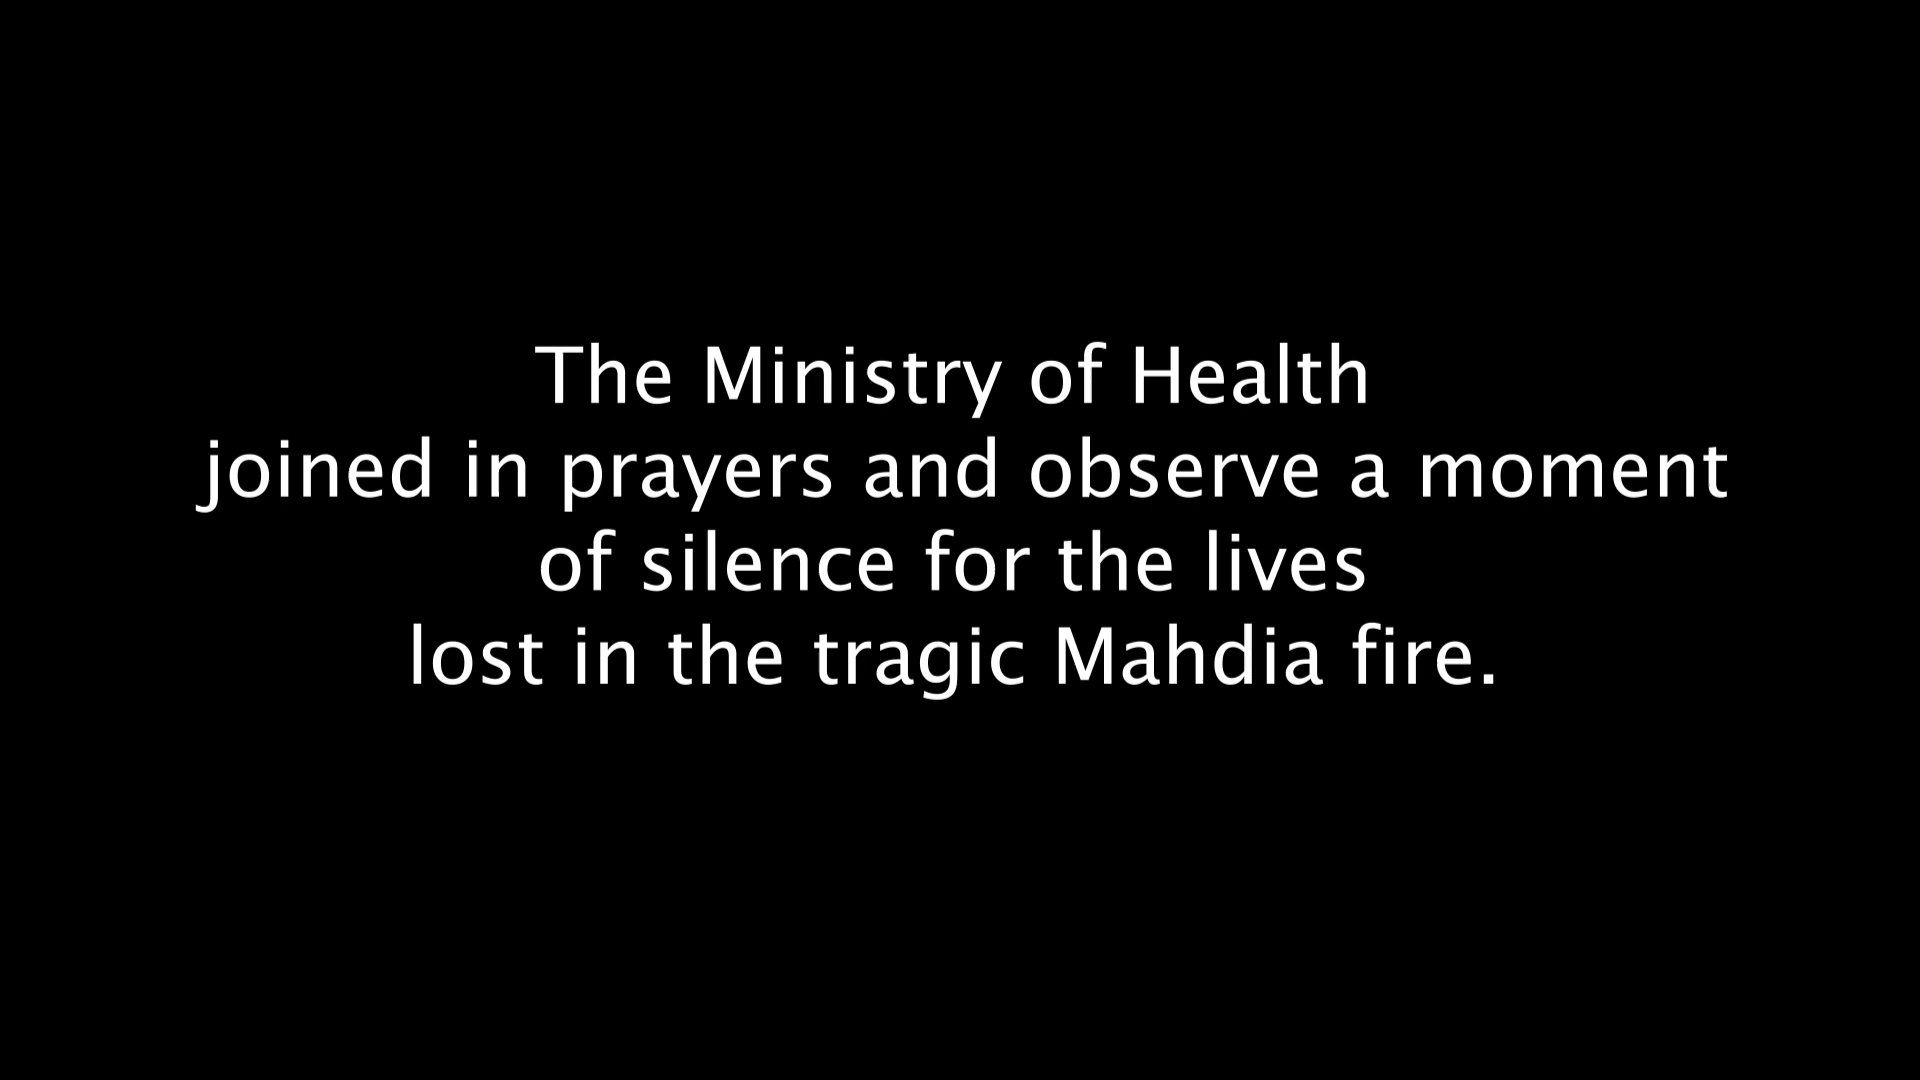 The Ministry of Health
joined in prayers and observe a moment
of silence for the lives
lost in the tragic Mahdia fire.